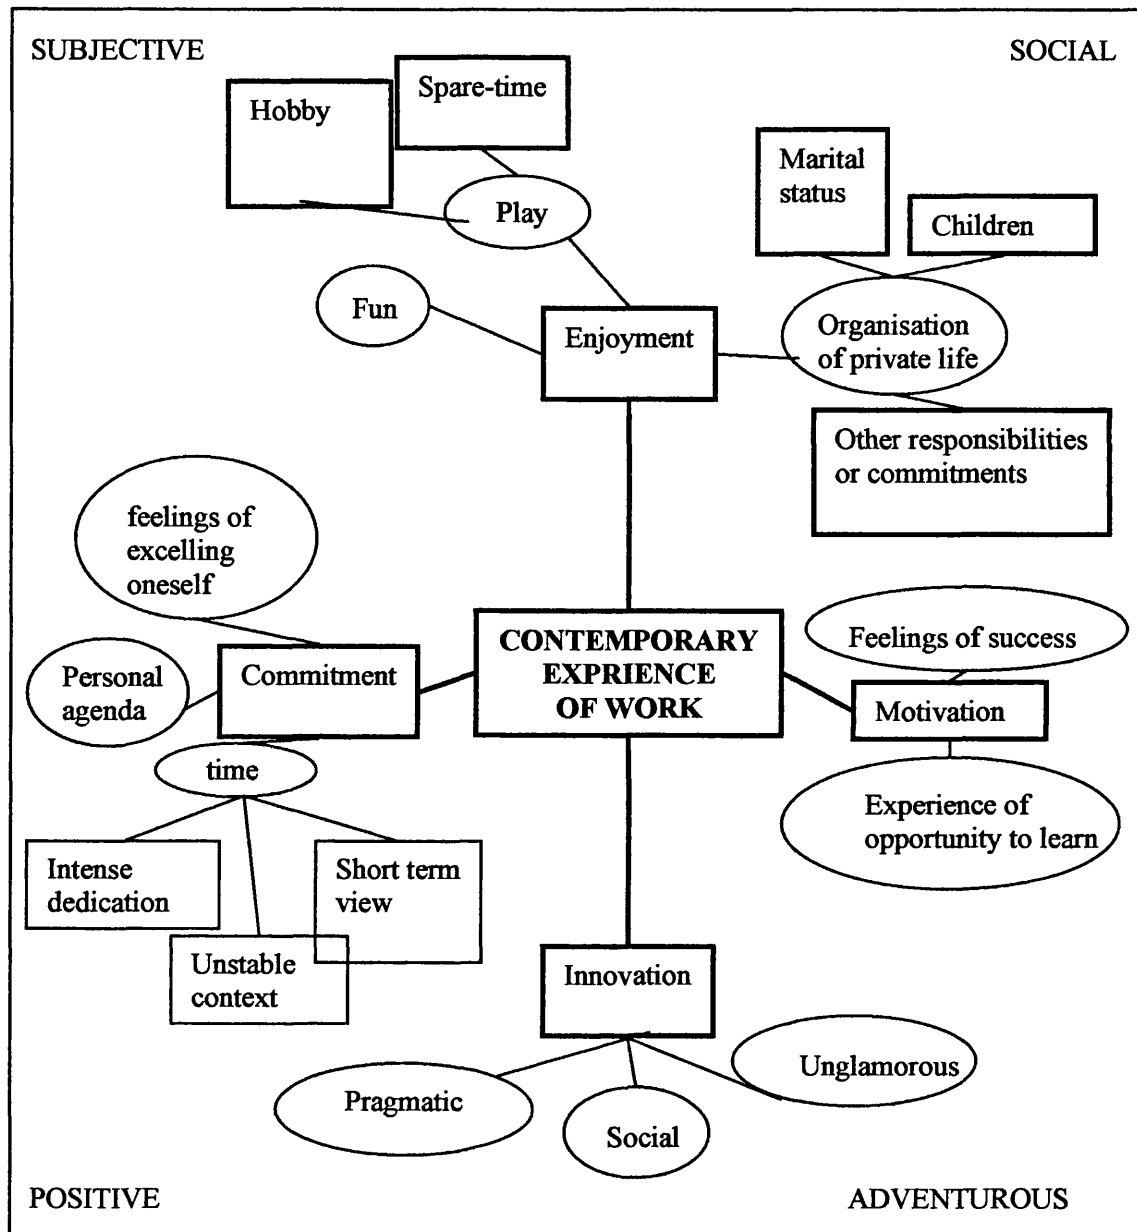 SUBJECTIVE
SOCIAL
Hobby
Spare-time
Marital
status
Children
Play
Fun
Enjoyment
Organisation
of private life
Other responsibilities
or commitments
feelings of
excelling
oneself
CONTEMPORARY
EXPRIENCE
OF WORK
Feelings of success
Personal
agenda
Commitment
Motivation
time
Experience of
opportunity to learn
Intense
dedication
Short term
view
Unstable
context
Innovation
Pragmatic
Social
Unglamorous
POSITIVE
ADVENTUROUS